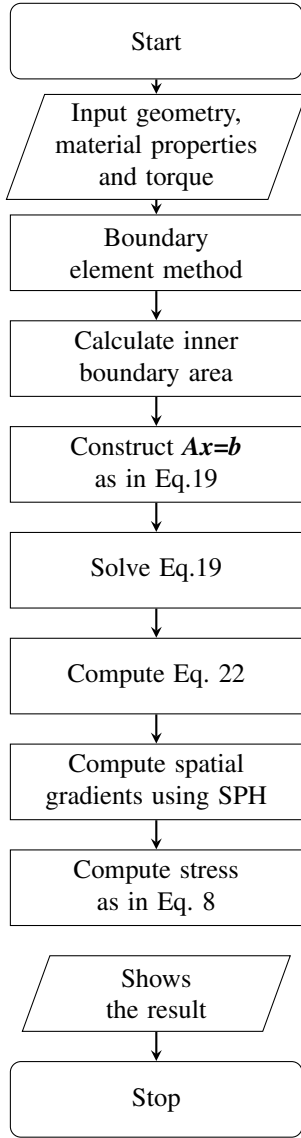 Start
Input geometry,
material properties
and torque
Boundary
element method
Calculate inner
boundary area
Construct Ax=b
as in Eq.19
Solve Eq.19
Compute Eq. 22
Compute spatial
gradients using SPH
Compute stress
as in Eq. 8
Shows
the result
Stop